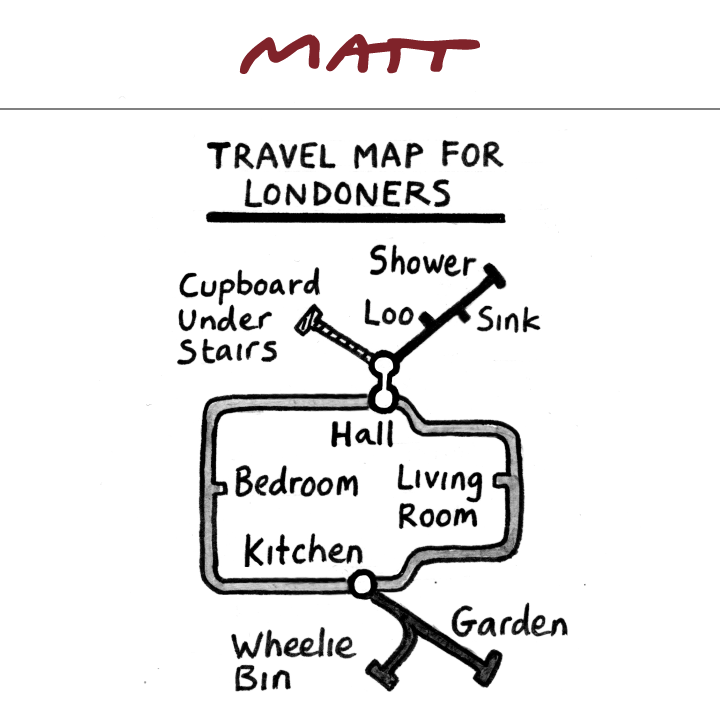 MATT
TRAVEL MAP FOR
LONDONERS
Shower
Cupboard
Under
Stairs
Loo
Sink
Hall
Bedroom
Living
Room
Kitchen
Garden
Wheelie
Bin